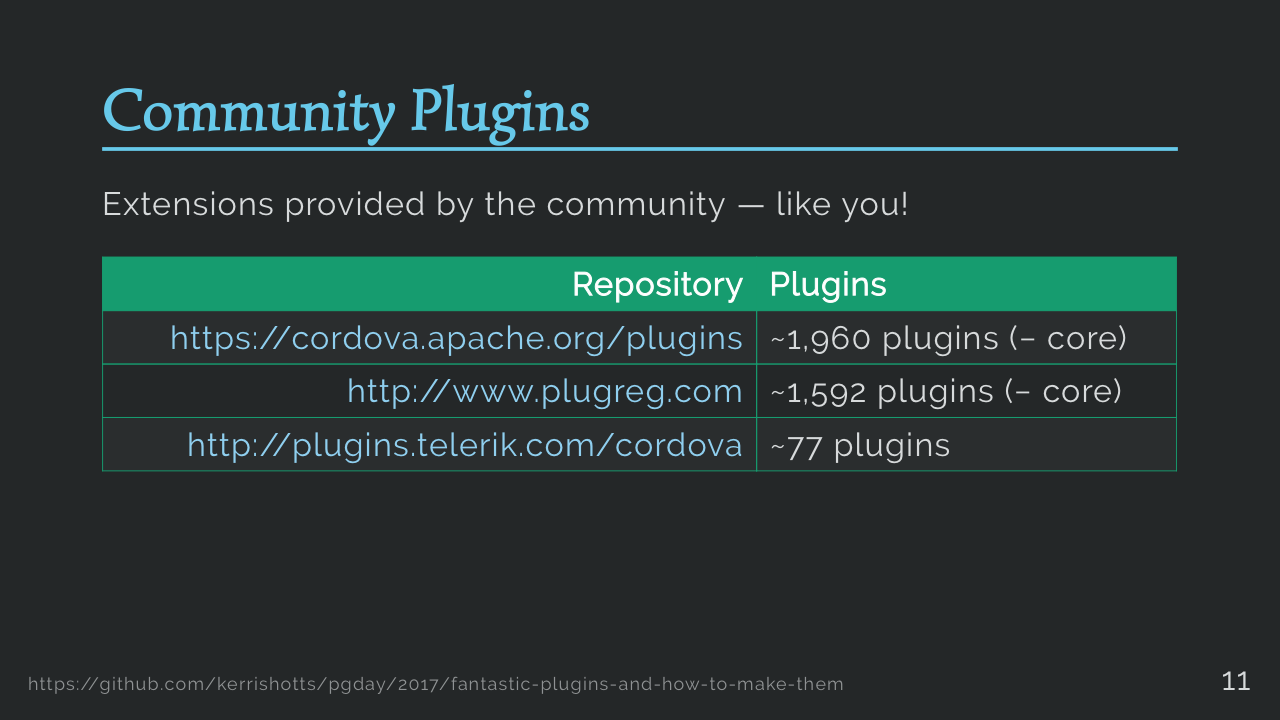 Community Plugins
Extensions provided by the community — like you!
Repository Plugins
https://cordova.apache.org/plugins ~1,960 plugins (– core)
http://www.plugreg.com ~1,592 plugins (– core)
http://plugins.telerik.com/cordova ~77 plugins
https://github.com/kerrishotts/pgday/2017/fantastic-plugins-and-how-to-make-them 11